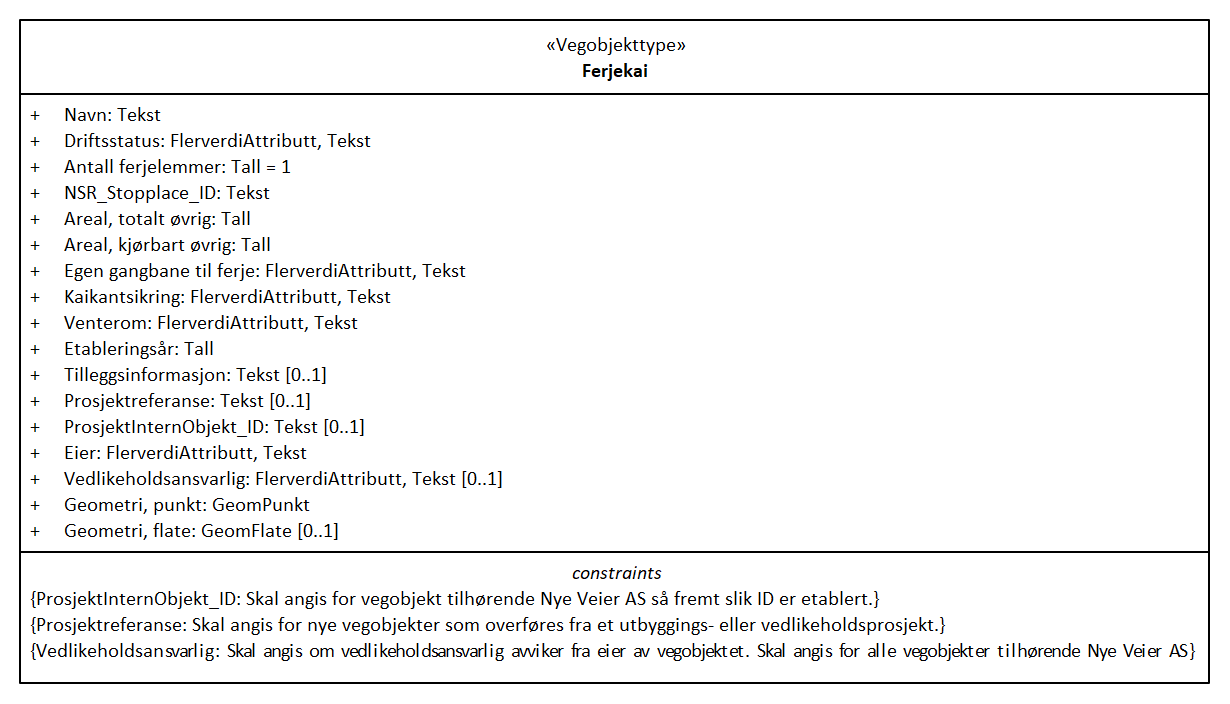 «Vegobjekttype»
Ferjekai
+ Navn: Tekst
+ Driftsstatus: FlerverdiAttributt, Tekst
+ Antall ferjelemmer: Tall = 1
+ NSR_Stopplace_ID: Tekst
+ Areal, totalt øvrig: Tall
+ Areal, kjørbart øvrig: Tall
+ Egen gangbane til ferje: FlerverdiAttributt, Tekst
+ Kaikantsikring: FlerverdiAttributt, Tekst
+ Venterom: FlerverdiAttributt, Tekst
+ Etableringsår: Tall
+ Tilleggsinformasjon: Tekst [0..1]
+ Prosjektreferanse: Tekst [0..1]
+ ProsjektInternObjekt_ID: Tekst [0..1]
+ Eier: FlerverdiAttributt, Tekst
+ Vedlikeholdsansvarlig: FlerverdiAttributt, Tekst [0..1]
+ Geometri, punkt: GeomPunkt
+ Geometri, flate: GeomFlate [0..1]
constraints
{ProsjektInternObjekt_ID: Skal angis for vegobjekt tilhørende Nye Veier AS så fremt slik ID er etablert.}
{Prosjektreferanse: Skal angis for nye vegobjekter som overføres fra et utbyggings- eller vedlikeholdsprosjekt.}
{Vedlikeholdsansvarlig: Skal angis om vedlikeholdsansvarlig avviker fra eier av vegobjektet. Skal angis for alle vegobjekter tilhørende Nye Veier AS}